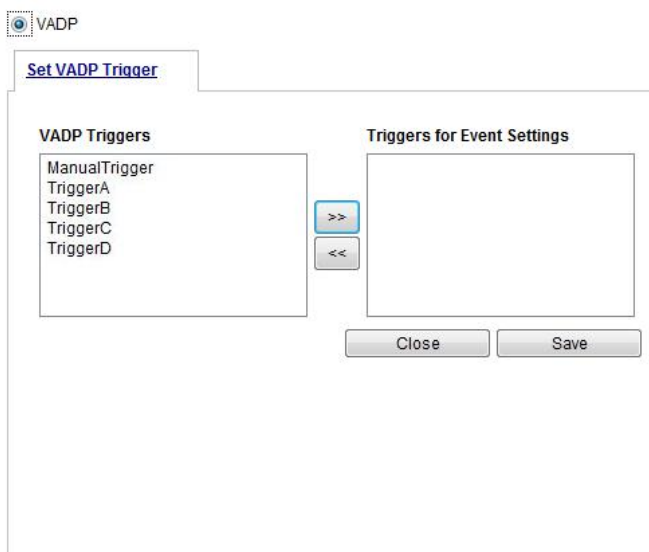 VADP
Set VADP Trigger
VADP Triggers
Triggers for Event Settings
ManualTrigger
TriggerA
TriggerB
TriggerC
TriggerD
>>
<<
Close
Save